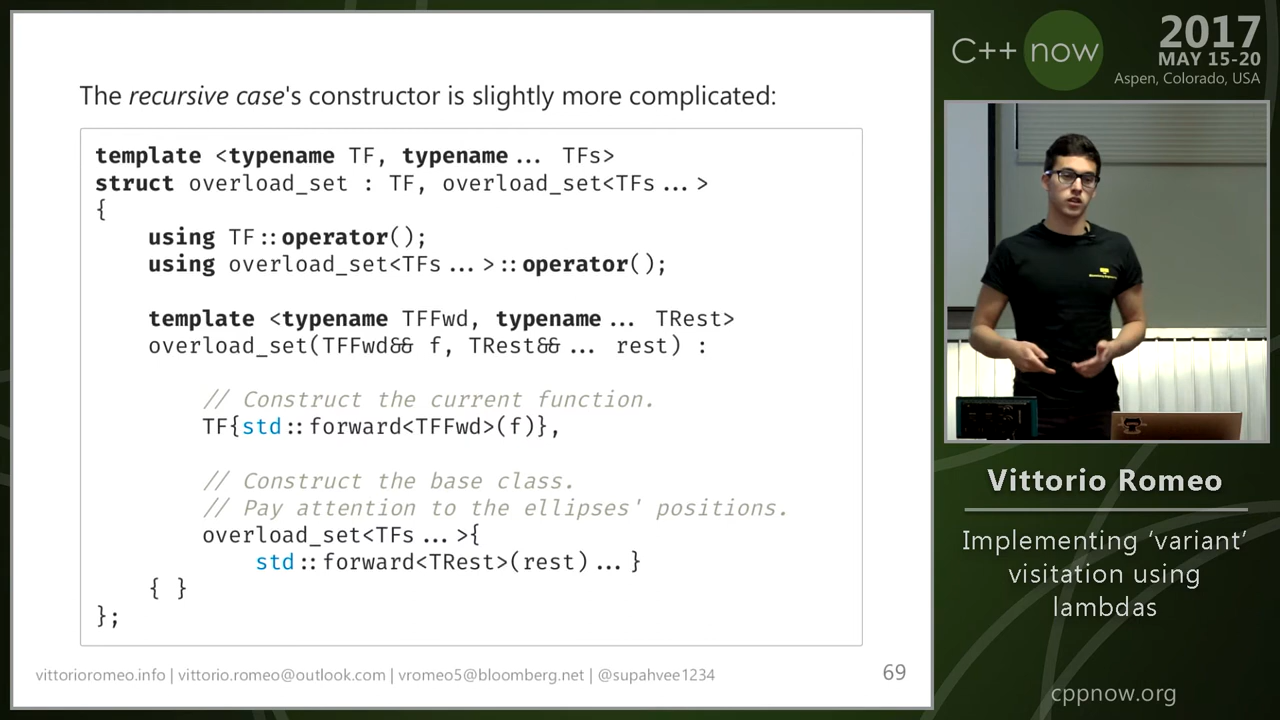 The recursive case's constructor is slightly more complicated:
template <typename TF, typename... TFs>
struct overload_set : TF, overload_set<TFs...>
{
using TF::operator();
using overload_set<TFs...>::operator();
template <typename TFFwd, typename... TRest>
overload_set(TFFwd&& f, TRest&&... rest) :
// Construct the current function.
TF{std::forward<TFFwd>(f)},
// Construct the base class.
// Pay attention to the ellipses' positions.
overload_set<TFs...>{
std::forward<TRest>(rest)...}
{ }
};
vittorioromeo.info | vittorio.romeo@outlook.com | vromeo5@bloomberg.net | @supahvee1234
69
C++ now
2017
MAY 15-20
Aspen, Colorado, USA
Vittorio Romeo
Implementing ‘variant’
visitation using
lambdas
cppnow.org